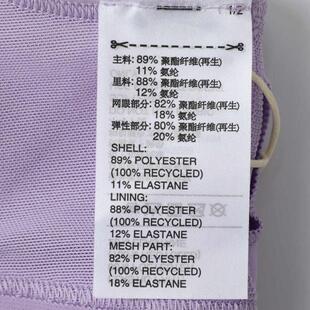 1/2
主料: 89% 聚酯纤维(再生)
11% 氨纶
里料: 88% 聚酯纤维(再生)
12% 氨纶
网眼部分: 82% 聚酯纤维(再生)
18% 氨纶
弹性部分: 80% 聚酯纤维(再生)
20% 氨纶
SHELL:
89% POLYESTER
(100% RECYCLED)
11% ELASTANE
LINING:
88% POLYESTER
(100% RECYCLED)
12% ELASTANE
MESH PART:
82% POLYESTER
(100% RECYCLED)
18% ELASTANE